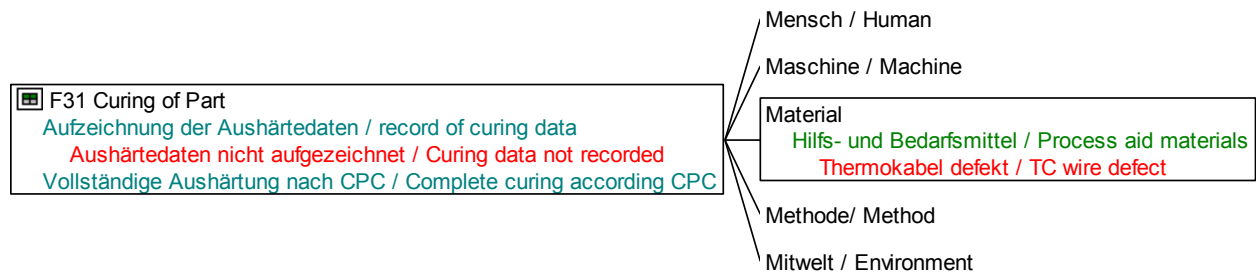 Mensch / Human
Maschine / Machine
F31 Curing of Part
Aufzeichnung der Aushärtedaten / record of curing data
Aushärtedaten nicht aufgezeichnet / Curing data not recorded
Vollständige Aushärtung nach CPC / Complete curing according CPC
Material
Hilfs- und Bedarfsmittel / Process aid materials
Thermokabel defekt / TC wire defect
Methode/ Method
Mitwelt / Environment